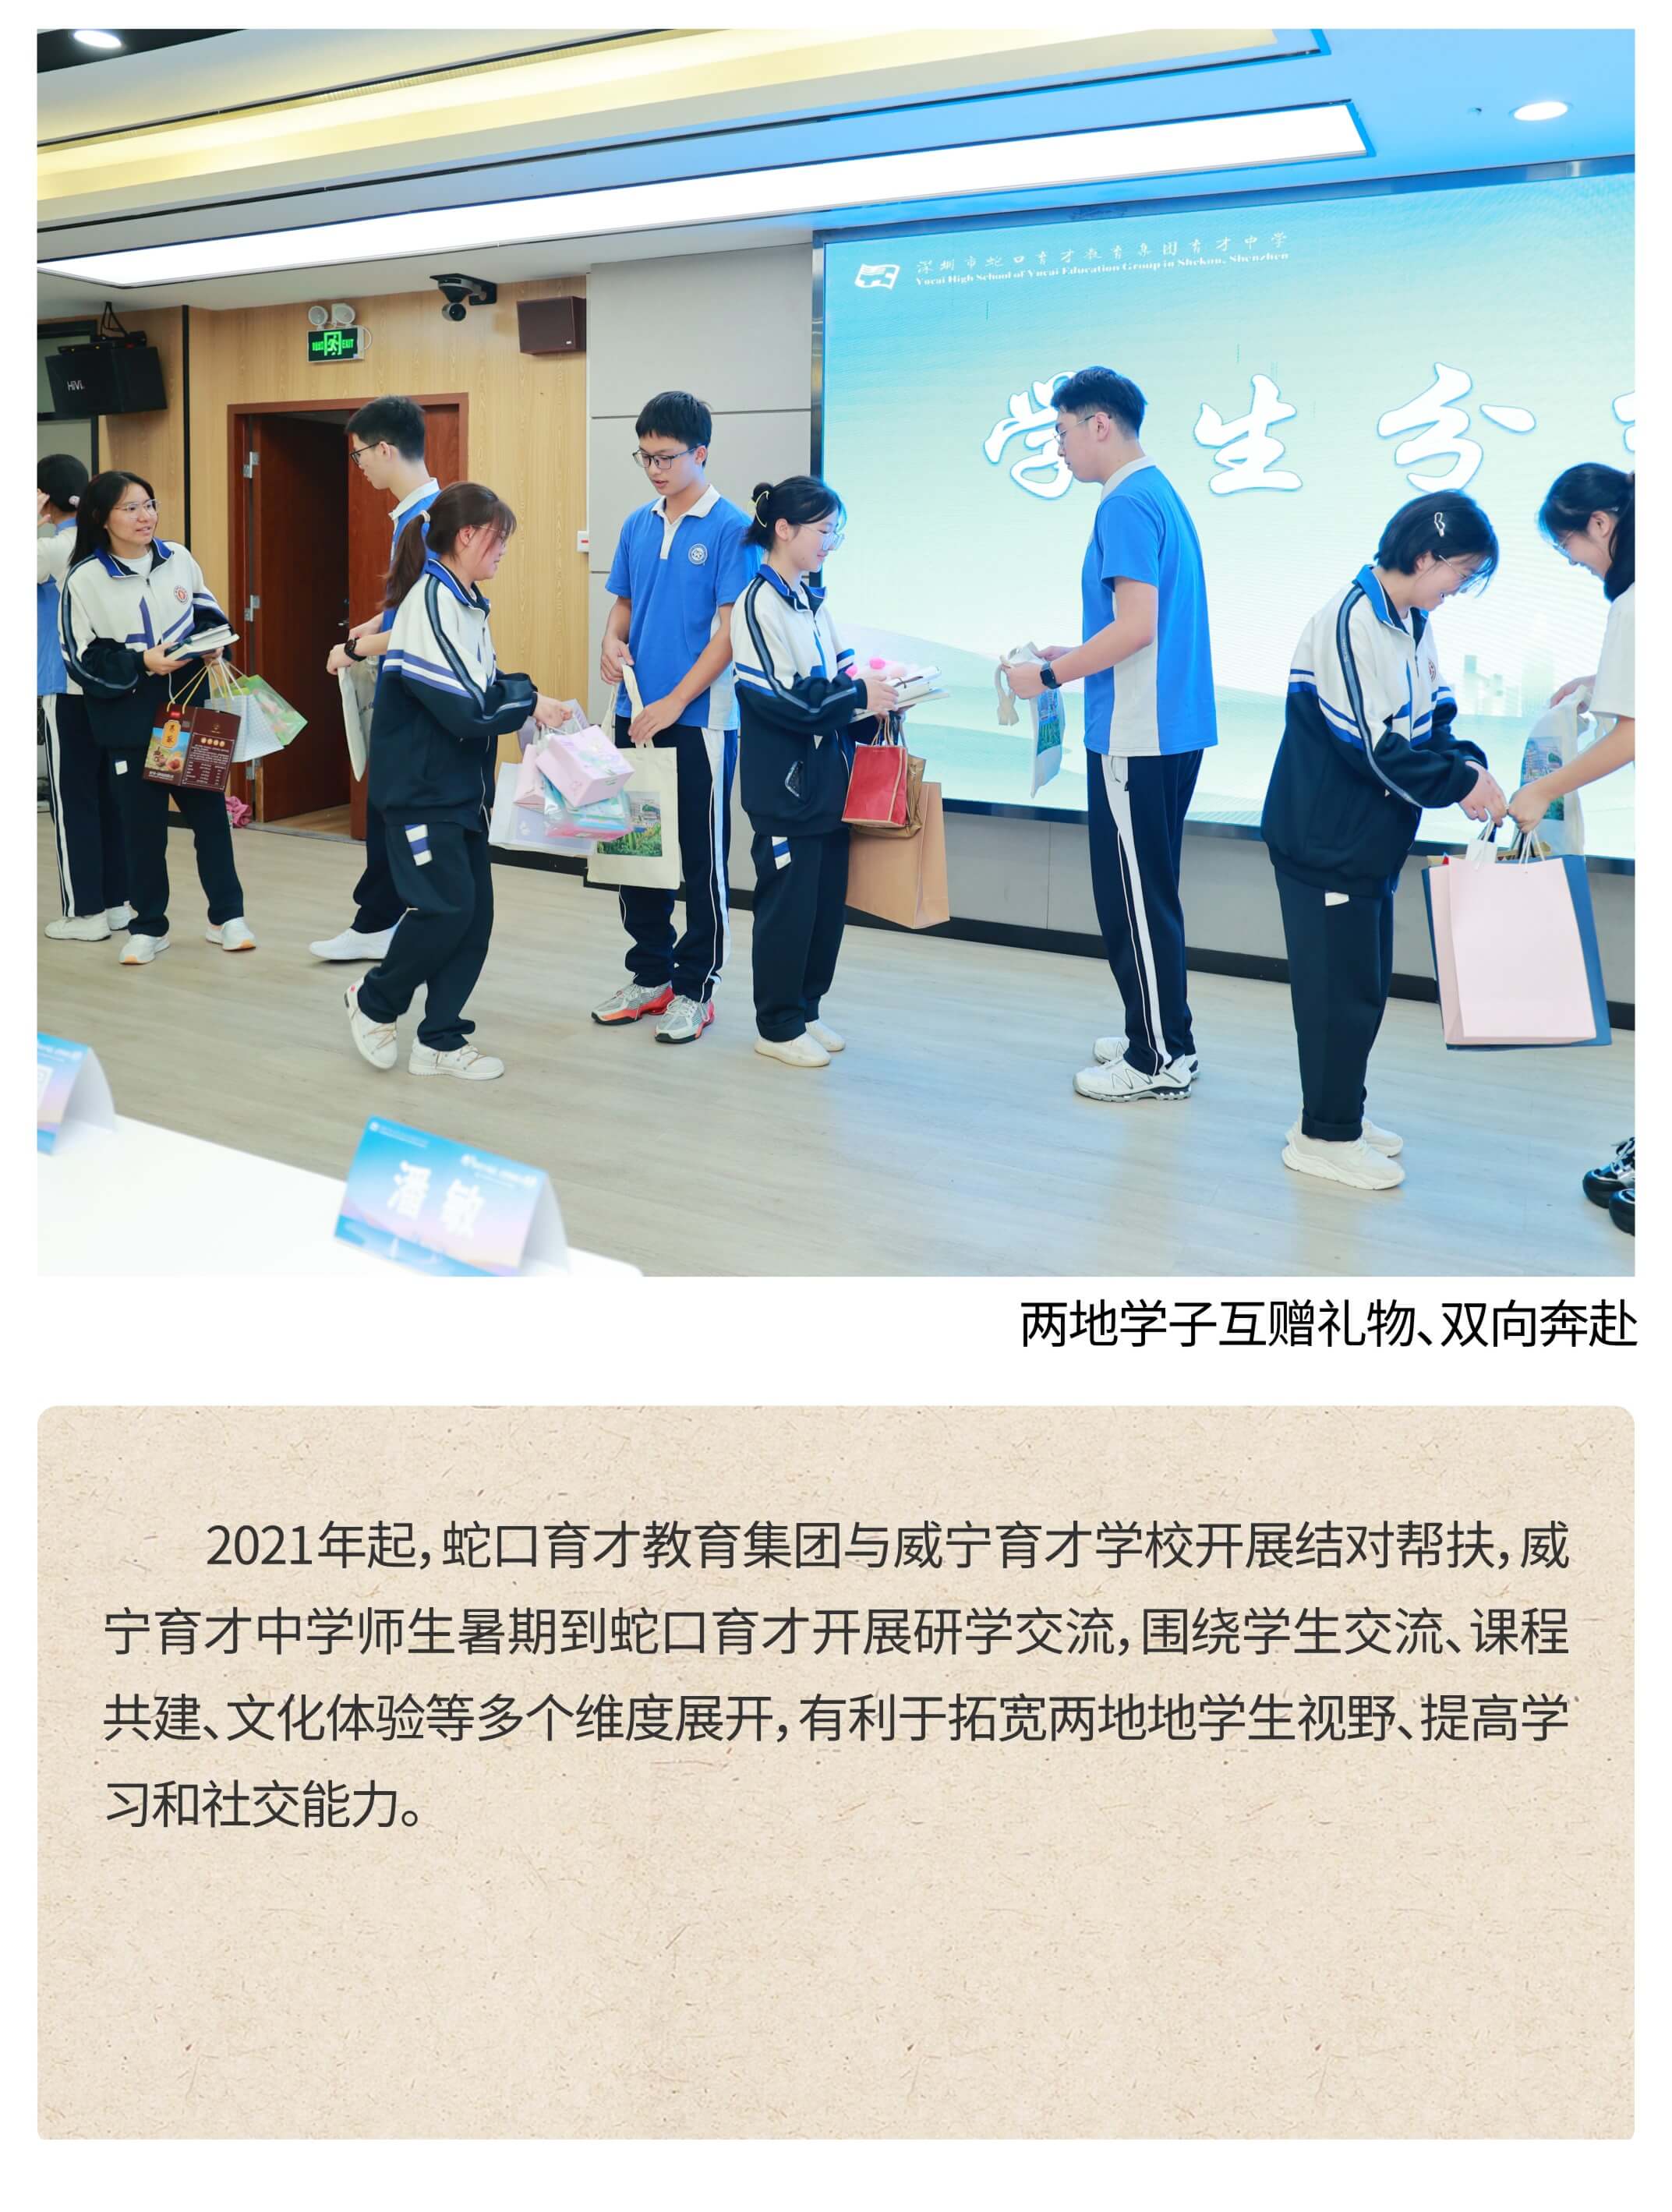 HiVi
EXIT
深圳市蛇口育才教育集团育才中学
Yucai High School of Yucai Education Group in Shekou, Shenzhen
学生分
潘敏
两地学子互赠礼物、双向奔赴
2021年起,蛇口育才教育集团与威宁育才学校开展结对帮扶,威
宁育才中学师生暑期到蛇口育才开展研学交流,围绕学生交流、课程
共建、文化体验等多个维度展开,有利于拓宽两地地学生视野、提高学
习和社交能力。